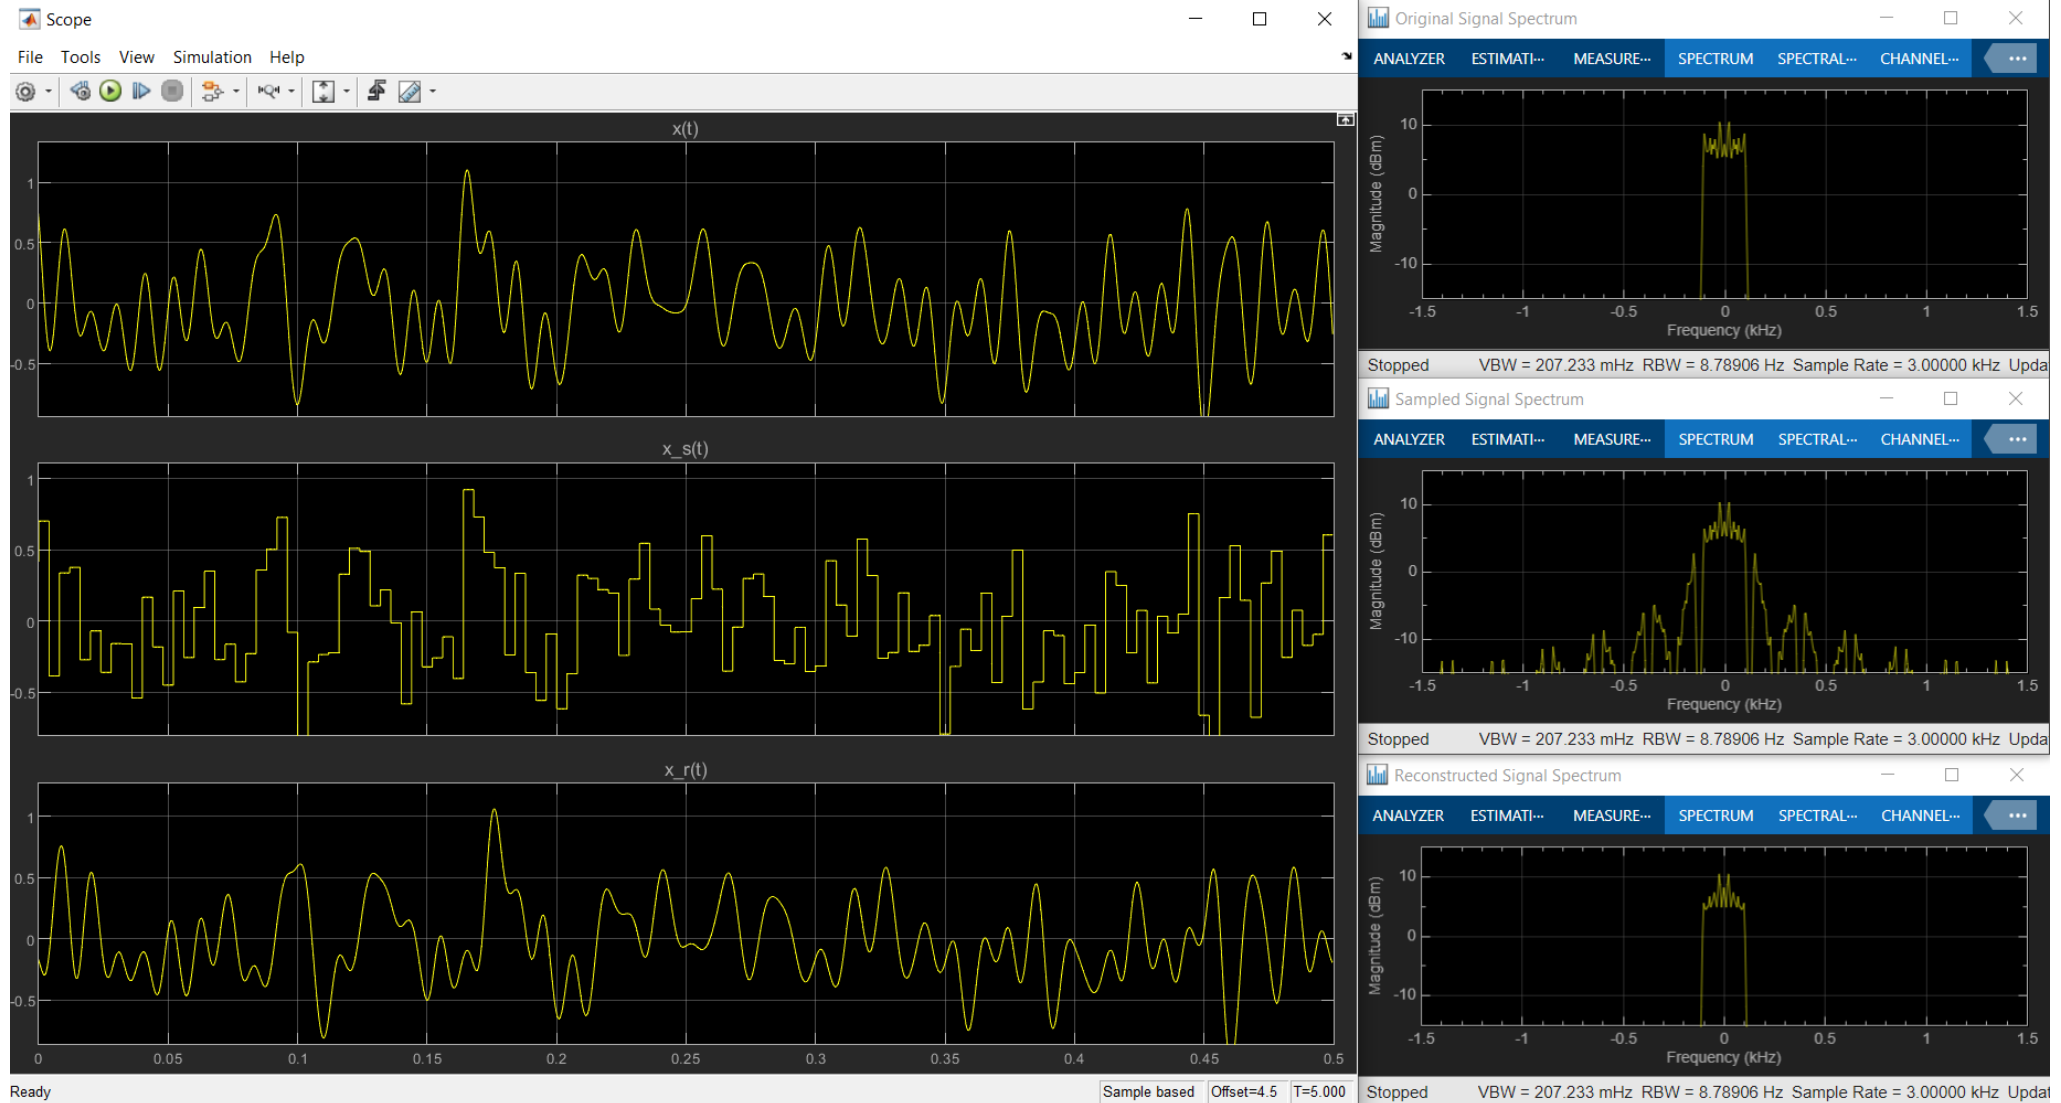 Scope
File Tools View Simulation Help
x(t)
1
0.5
0
-0.5
x_s(t)
1
0.5
0
-0.5
x_r(t)
1
0.5
0
-0.5
0 0.05 0.1 0.15 0.2 0.25 0.3 0.35 0.4 0.45 0.5
Ready Sample based Offset=4.5 T=5.000
Original Signal Spectrum
ANALYZER ESTIMATI··· MEASURE··· SPECTRUM SPECTRAL··· CHANNEL··· ···
10
0
-10
Magnitude (dBm)
-1.5 -1 -0.5 0 0.5 1 1.5
Frequency (kHz)
Stopped VBW = 207.233 mHz RBW = 8.78906 Hz Sample Rate = 3.00000 kHz Upda
Sampled Signal Spectrum
ANALYZER ESTIMATI··· MEASURE··· SPECTRUM SPECTRAL··· CHANNEL··· ···
10
0
-10
Magnitude (dBm)
-1.5 -1 -0.5 0 0.5 1 1.5
Frequency (kHz)
Stopped VBW = 207.233 mHz RBW = 8.78906 Hz Sample Rate = 3.00000 kHz Upda
Reconstructed Signal Spectrum
ANALYZER ESTIMATI··· MEASURE··· SPECTRUM SPECTRAL··· CHANNEL··· ···
10
0
-10
Magnitude (dBm)
-1.5 -1 -0.5 0 0.5 1 1.5
Frequency (kHz)
Stopped VBW = 207.233 mHz RBW = 8.78906 Hz Sample Rate = 3.00000 kHz Updat